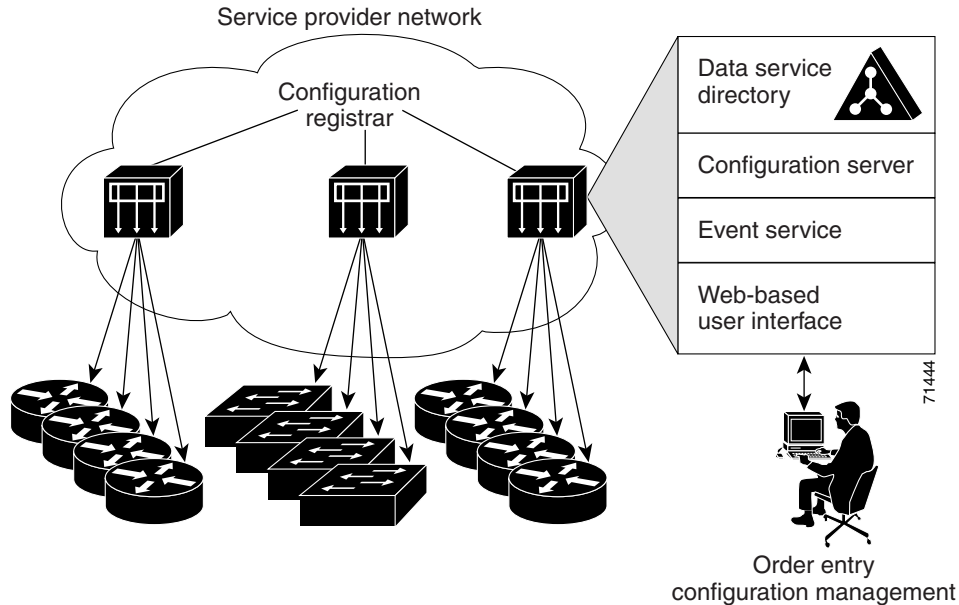 Service provider network
Configuration
registrar
Data service
directory
Configuration server
Event service
Web-based
user interface
71444
Order entry
configuration management